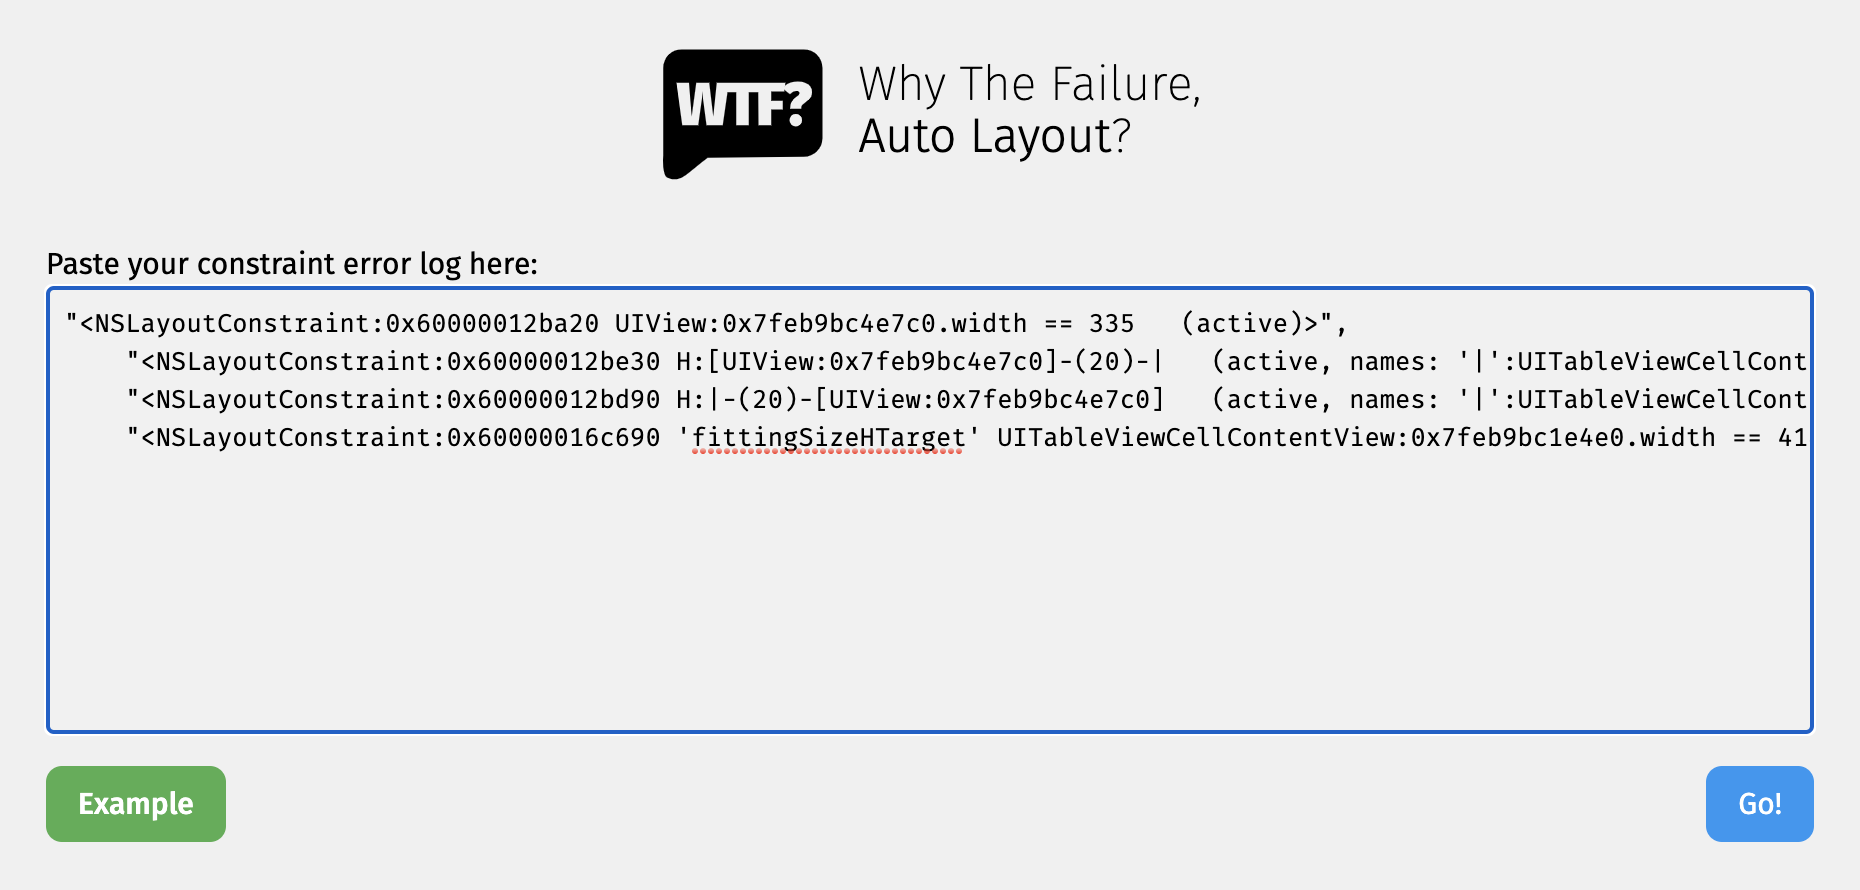 WTF?
Why The Failure,
Auto Layout?
Paste your constraint error log here:
"<NSLayoutConstraint:0x60000012ba20 UIView:0x7feb9bc4e7c0.width == 335   (active)>",
    "<NSLayoutConstraint:0x60000012be30 H:[UIView:0x7feb9bc4e7c0]-(20)-|   (active, names: '|':UITableViewCellCont
    "<NSLayoutConstraint:0x60000012bd90 H:|-(20)-[UIView:0x7feb9bc4e7c0]   (active, names: '|':UITableViewCellCont
    "<NSLayoutConstraint:0x60000016c690 'fittingSizeHTarget' UITableViewCellContentView:0x7feb9bc1e4e0.width == 41
Example
Go!